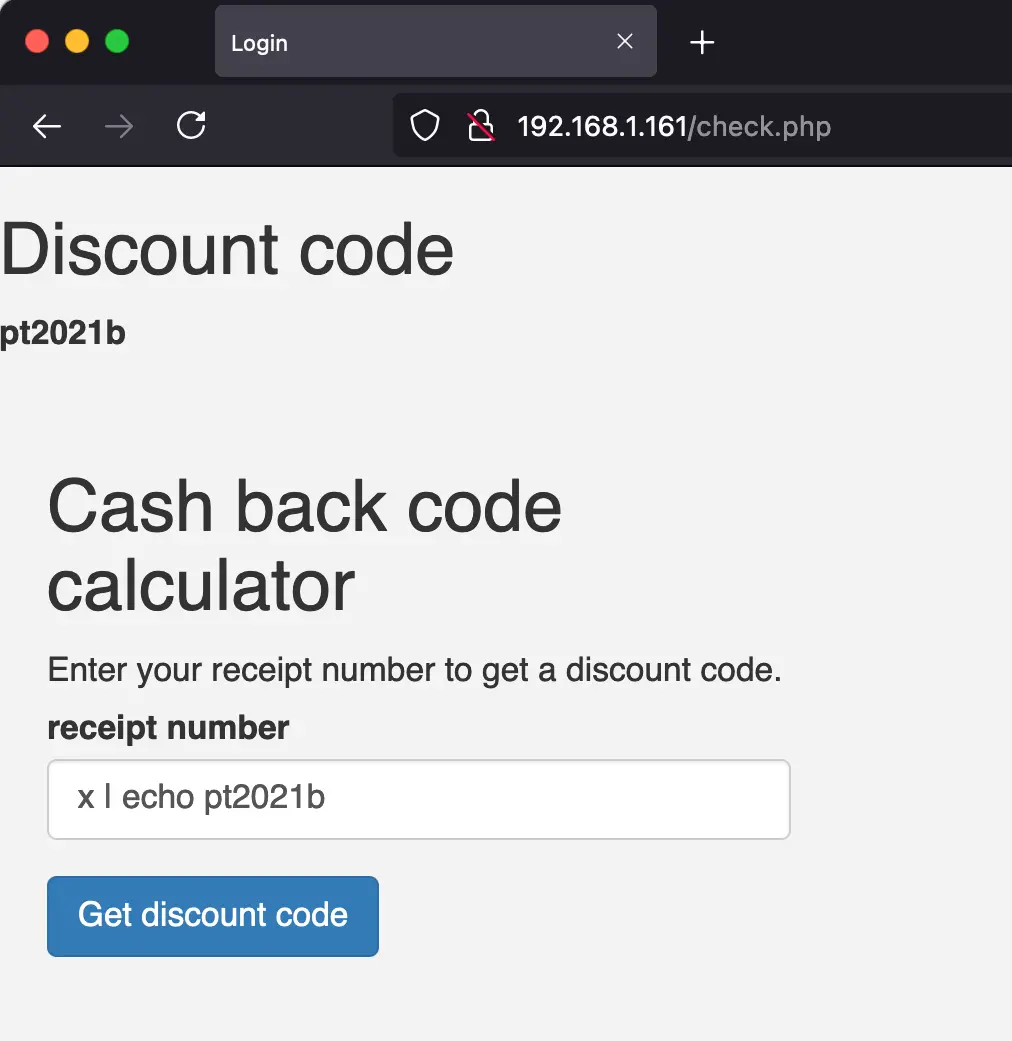 Login
192.168.1.161/check.php
Discount code
pt2021b
Cash back code
calculator
Enter your receipt number to get a discount code.
receipt number
x | echo pt2021b
Get discount code